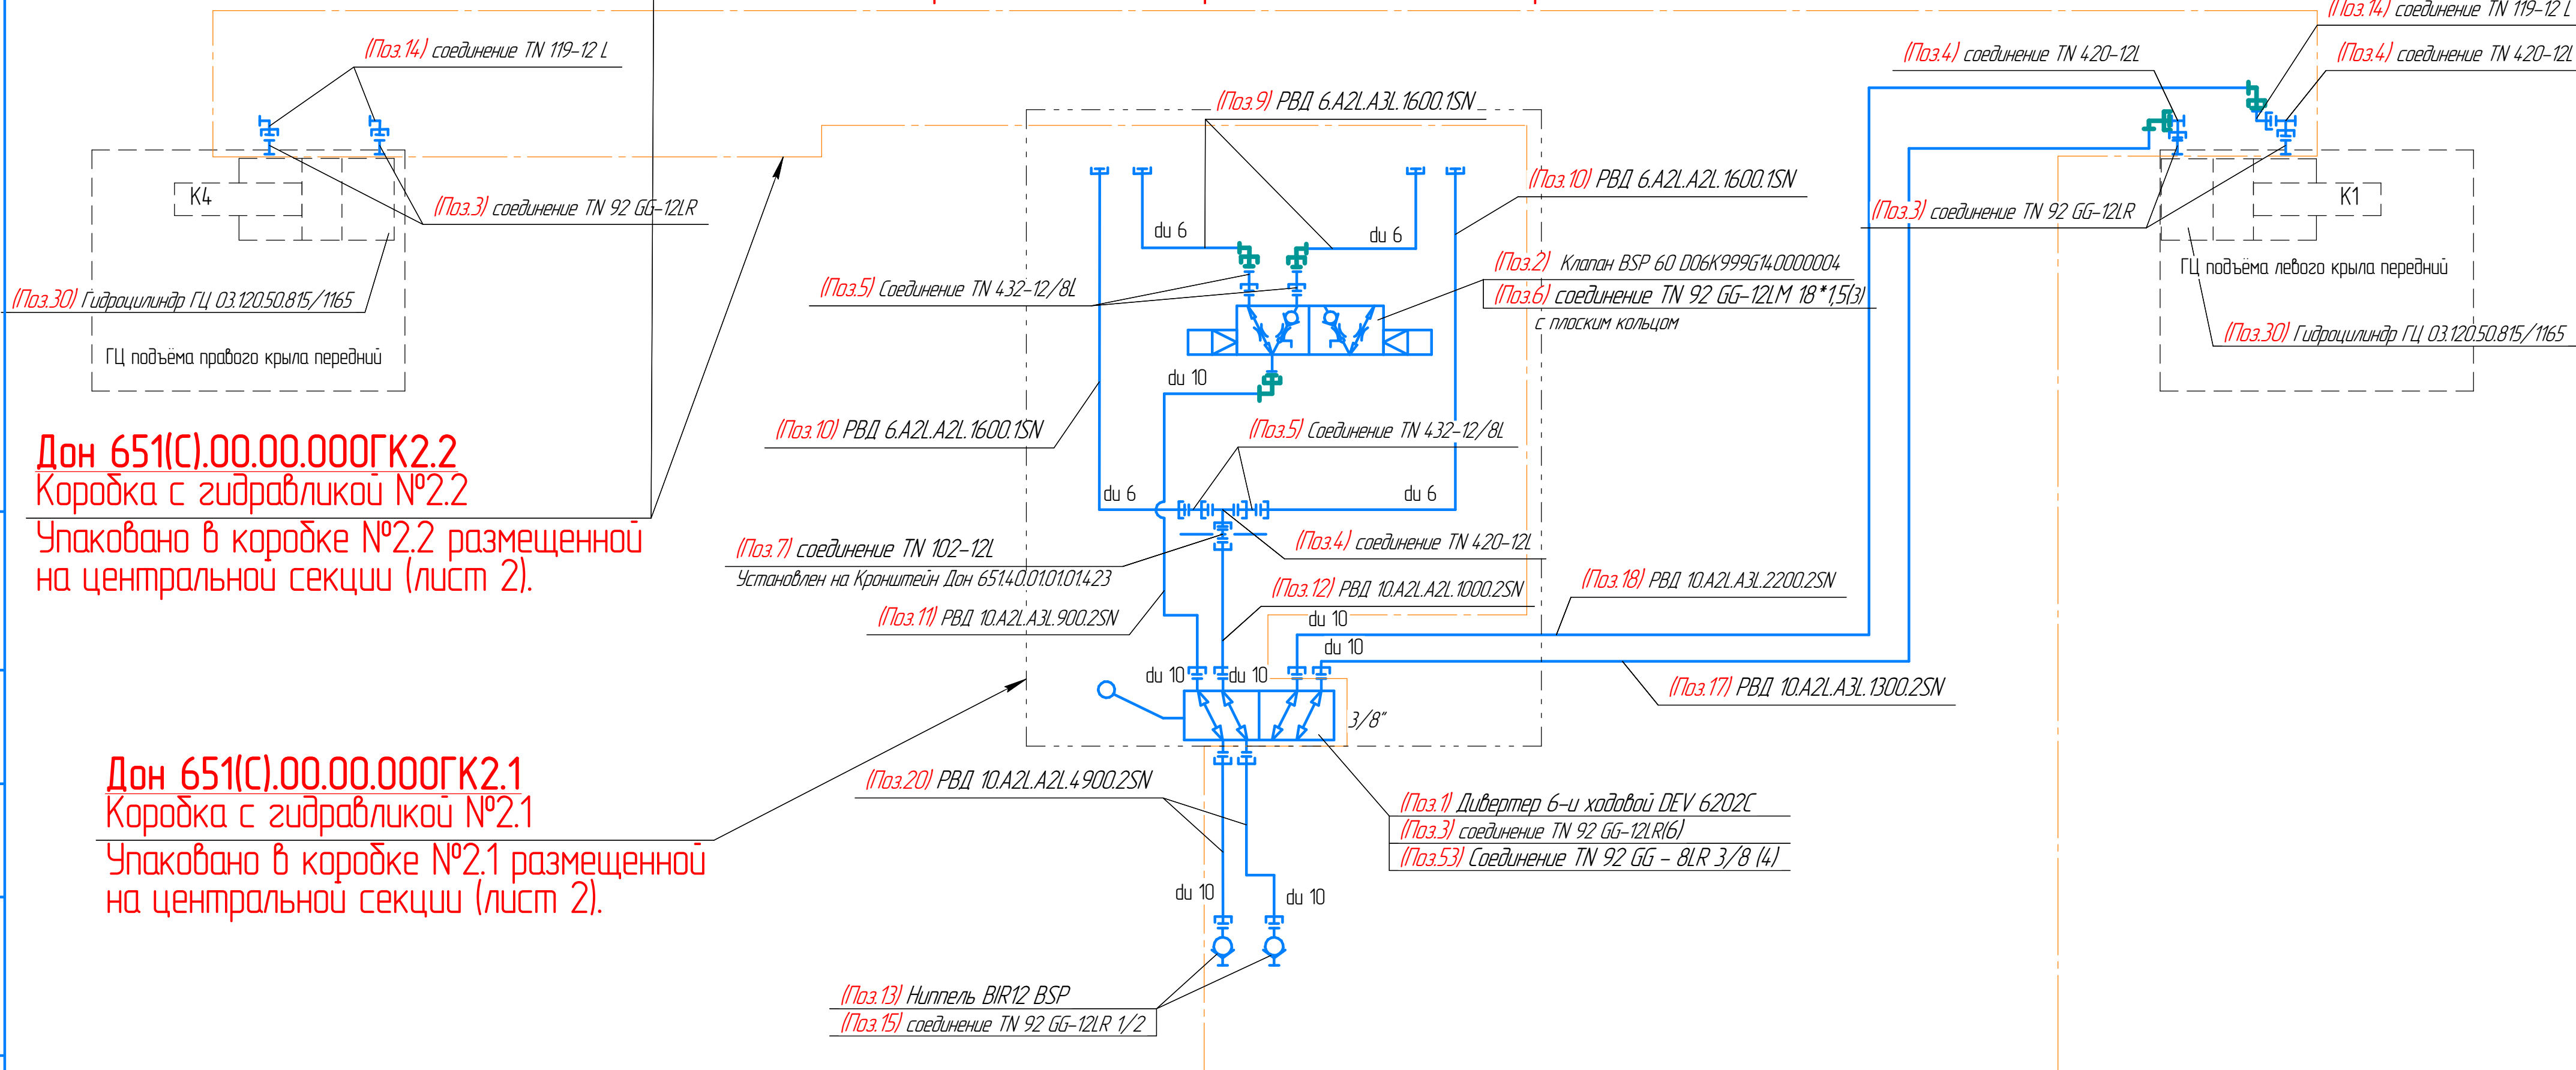 (Поз.14) соединение TN 119-12 L
(Поз.14) соединение TN 119-12 L
(Поз.4) соединение TN 420-12L
(Поз.4) соединение TN 420-12L
(Поз.9) РВД 6.A2L.A3L.1600.1SN
(Поз.10) РВД 6.A2L.A2L.1600.1SN
К4
(Поз.3) соединение TN 92 GG-12LR
К1
(Поз.3) соединение TN 92 GG-12LR
du 6
du 6
(Поз.2) Клапан BSP 60 D06K999G14.0000004
(Поз.6) соединение TN 92 GG-12LM 18*1,5(3)
с плоским кольцом
ГЦ подъёма левого крыла передний
(Поз.5) Соединение TN 432-12/8L
(Поз.30) Гидроцилиндр ГЦ 03.120.50.815/1165
(Поз.30) Гидроцилиндр ГЦ 03.120.50.815/1165
ГЦ подъёма правого крыла передний
du 10
(Поз.10) РВД 6.A2L.A2L.1600.1SN
(Поз.5) Соединение TN 432-12/8L
Дон 651(С).00.00.000ГК2.2
Коробка с гидравликой №2.2
Упаковано в коробке №2.2 размещенной
на центральной секции (лист 2).
du 6
du 6
(Поз.7) соединение TN 102-12L
Установлен на Кронштейн Дон 651.40.01.01.01.423
(Поз.4) соединение TN 420-12L
(Поз.12) РВД 10.A2L.A2L.1000.2SN
(Поз.18) РВД 10.A2L.A3L.2200.2SN
(Поз.11) РВД 10.A2L.A3L.900.2SN
du 10
du 10
du 10
du 10
(Поз.17) РВД 10.A2L.A3L.1300.2SN
3/8"
Дон 651(С).00.00.000ГК2.1
Коробка с гидравликой №2.1
Упаковано в коробке №2.1 размещенной
на центральной секции (лист 2).
(Поз.20) РВД 10.A2L.A2L.4900.2SN
(Поз.1) Дивертер 6-и ходовой DEV 6202C
(Поз.3) соединение TN 92 GG-12LR(6)
(Поз.53) Соединение TN 92 GG - 8LR 3/8 (4)
du 10
du 10
(Поз.13) Ниппель BIR12 BSP
(Поз.15) соединение TN 92 GG-12LR 1/2